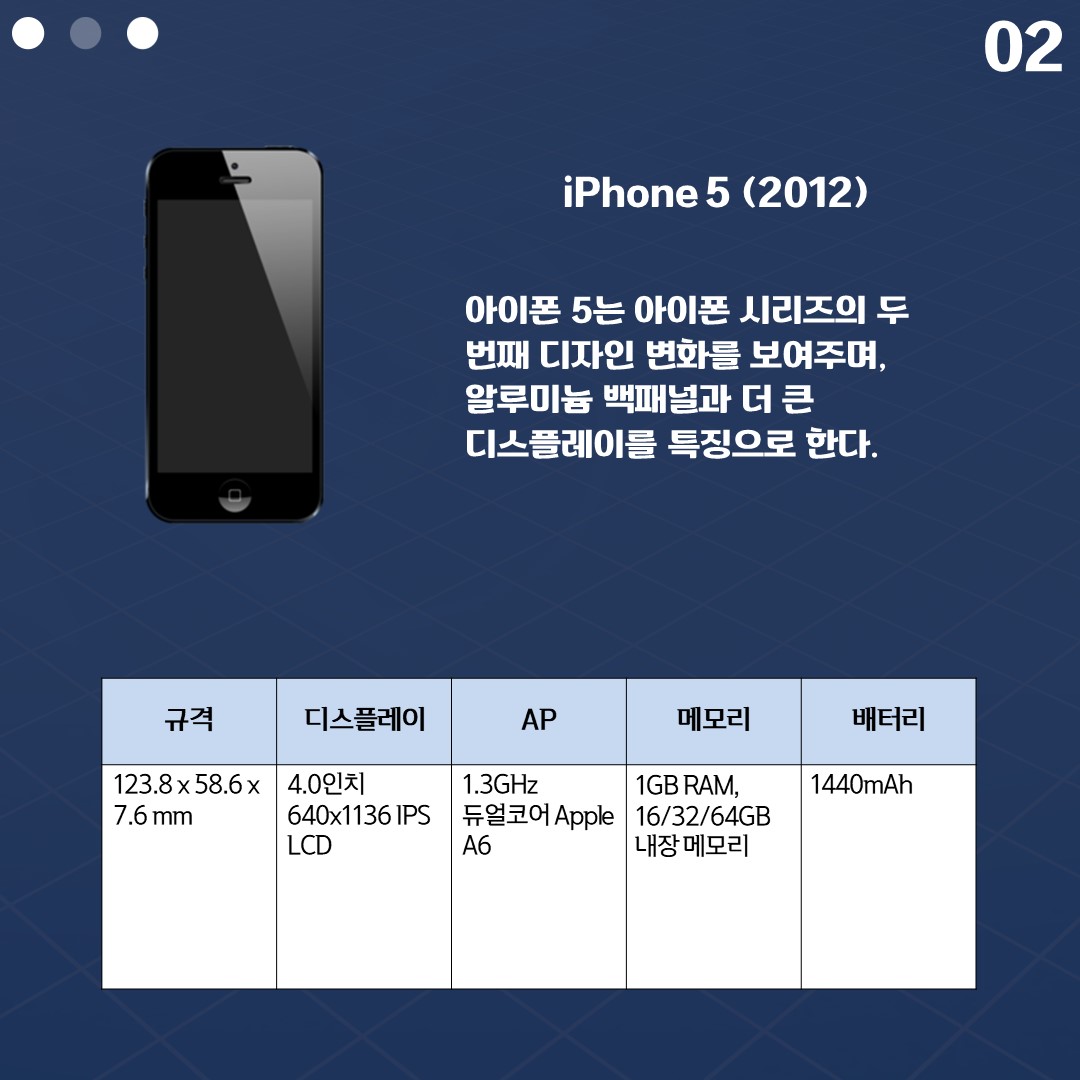 02
iPhone 5 (2012)
아이폰 5는 아이폰 시리즈의 두
번째 디자인 변화를 보여주며,
알루미늄 백패널과 더 큰
디스플레이를 특징으로 한다.
규격 디스플레이 AP 메모리 배터리
123.8 x 58.6 x
7.6 mm
4.0인치
640x1136 IPS
LCD
1.3GHz
듀얼코어 Apple
A6
1GB RAM,
16/32/64GB
내장 메모리
1440mAh